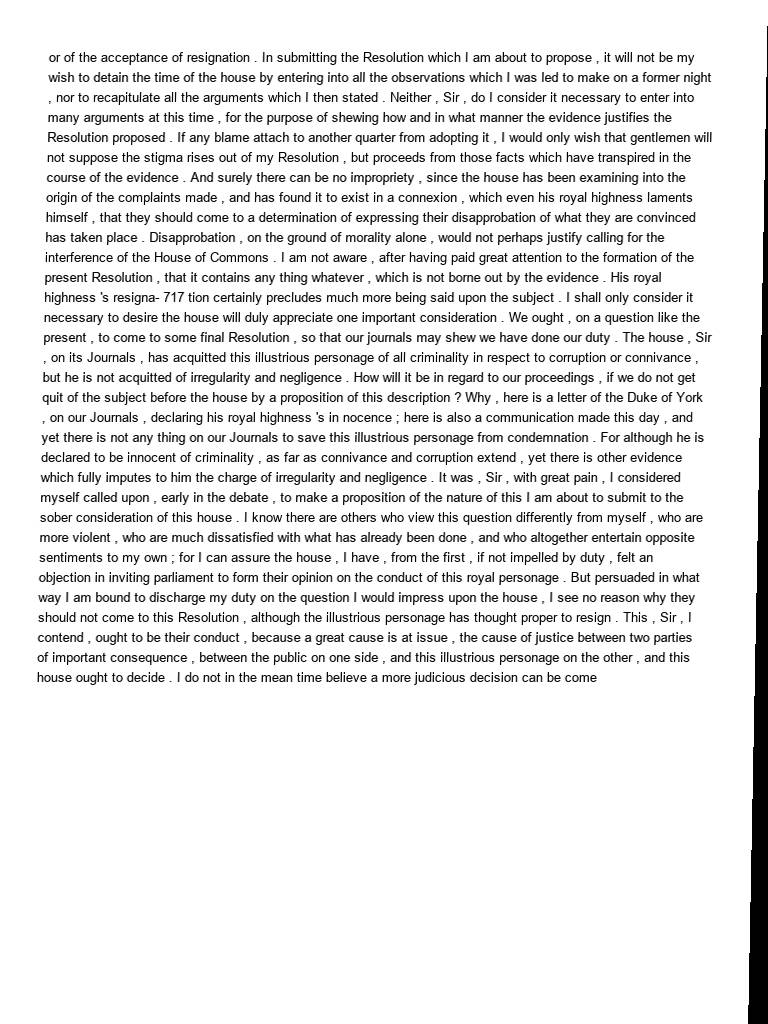 or of the acceptance of resignation . In submitting the Resolution which I am about to propose , it will not be my
wish to detain the time of the house by entering into all the observations which I was led to make on a former night
, nor to recapitulate all the arguments which I then stated . Neither , Sir , do I consider it necessary to enter into
many arguments at this time , for the purpose of shewing how and in what manner the evidence justifies the
Resolution proposed . If any blame attach to another quarter from adopting it , I would only wish that gentlemen will
not suppose the stigma rises out of my Resolution , but proceeds from those facts which have transpired in the
course of the evidence . And surely there can be no impropriety , since the house has been examining into the
origin of the complaints made , and has found it to exist in a connexion , which even his royal highness laments
himself , that they should come to a determination of expressing their disapprobation of what they are convinced
has taken place . Disapprobation , on the ground of morality alone , would not perhaps justify calling for the
interference of the House of Commons . I am not aware , after having paid great attention to the formation of the
present Resolution , that it contains any thing whatever , which is not borne out by the evidence . His royal
highness 's resigna- 717 tion certainly precludes much more being said upon the subject . I shall only consider it
necessary to desire the house will duly appreciate one important consideration . We ought , on a question like the
present , to come to some final Resolution , so that our journals may shew we have done our duty . The house , Sir
, on its Journals , has acquitted this illustrious personage of all criminality in respect to corruption or connivance ,
but he is not acquitted of irregularity and negligence . How will it be in regard to our proceedings , if we do not get
quit of the subject before the house by a proposition of this description ? Why , here is a letter of the Duke of York
, on our Journals , declaring his royal highness 's in nocence ; here is also a communication made this day , and
yet there is not any thing on our Journals to save this illustrious personage from condemnation . For although he is
declared to be innocent of criminality , as far as connivance and corruption extend , yet there is other evidence
which fully imputes to him the charge of irregularity and negligence . It was , Sir , with great pain , I considered
myself called upon , early in the debate , to make a proposition of the nature of this I am about to submit to the
sober consideration of this house . I know there are others who view this question differently from myself , who are
more violent , who are much dissatisfied with what has already been done , and who altogether entertain opposite
sentiments to my own ; for I can assure the house , I have , from the first , if not impelled by duty , felt an
objection in inviting parliament to form their opinion on the conduct of this royal personage . But persuaded in what
way I am bound to discharge my duty on the question I would impress upon the house , I see no reason why they
should not come to this Resolution , although the illustrious personage has thought proper to resign . This , Sir , I
contend , ought to be their conduct , because a great cause is at issue , the cause of justice between two parties
of important consequence , between the public on one side , and this illustrious personage on the other , and this
house ought to decide . I do not in the mean time believe a more judicious decision can be come